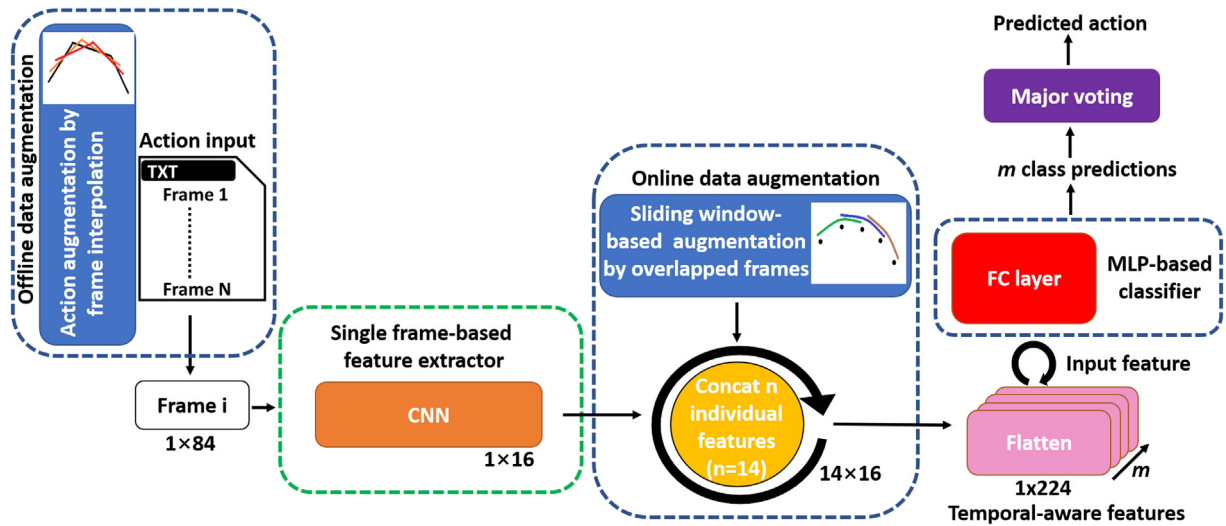 Offline data augmentation
Action augmentation by
frame interpolation
Action input
TXT
Frame 1
Frame N
Frame i
1×84
Single frame-based
feature extractor
CNN
1×16
Online data augmentation
Sliding window-
based augmentation
by overlapped frames
Concat n
individual
features
(n=14)
14×16
Predicted action
Major voting
m class predictions
FC layer
MLP-based
classifier
Input feature
Flatten
m
1x224
Temporal-aware features